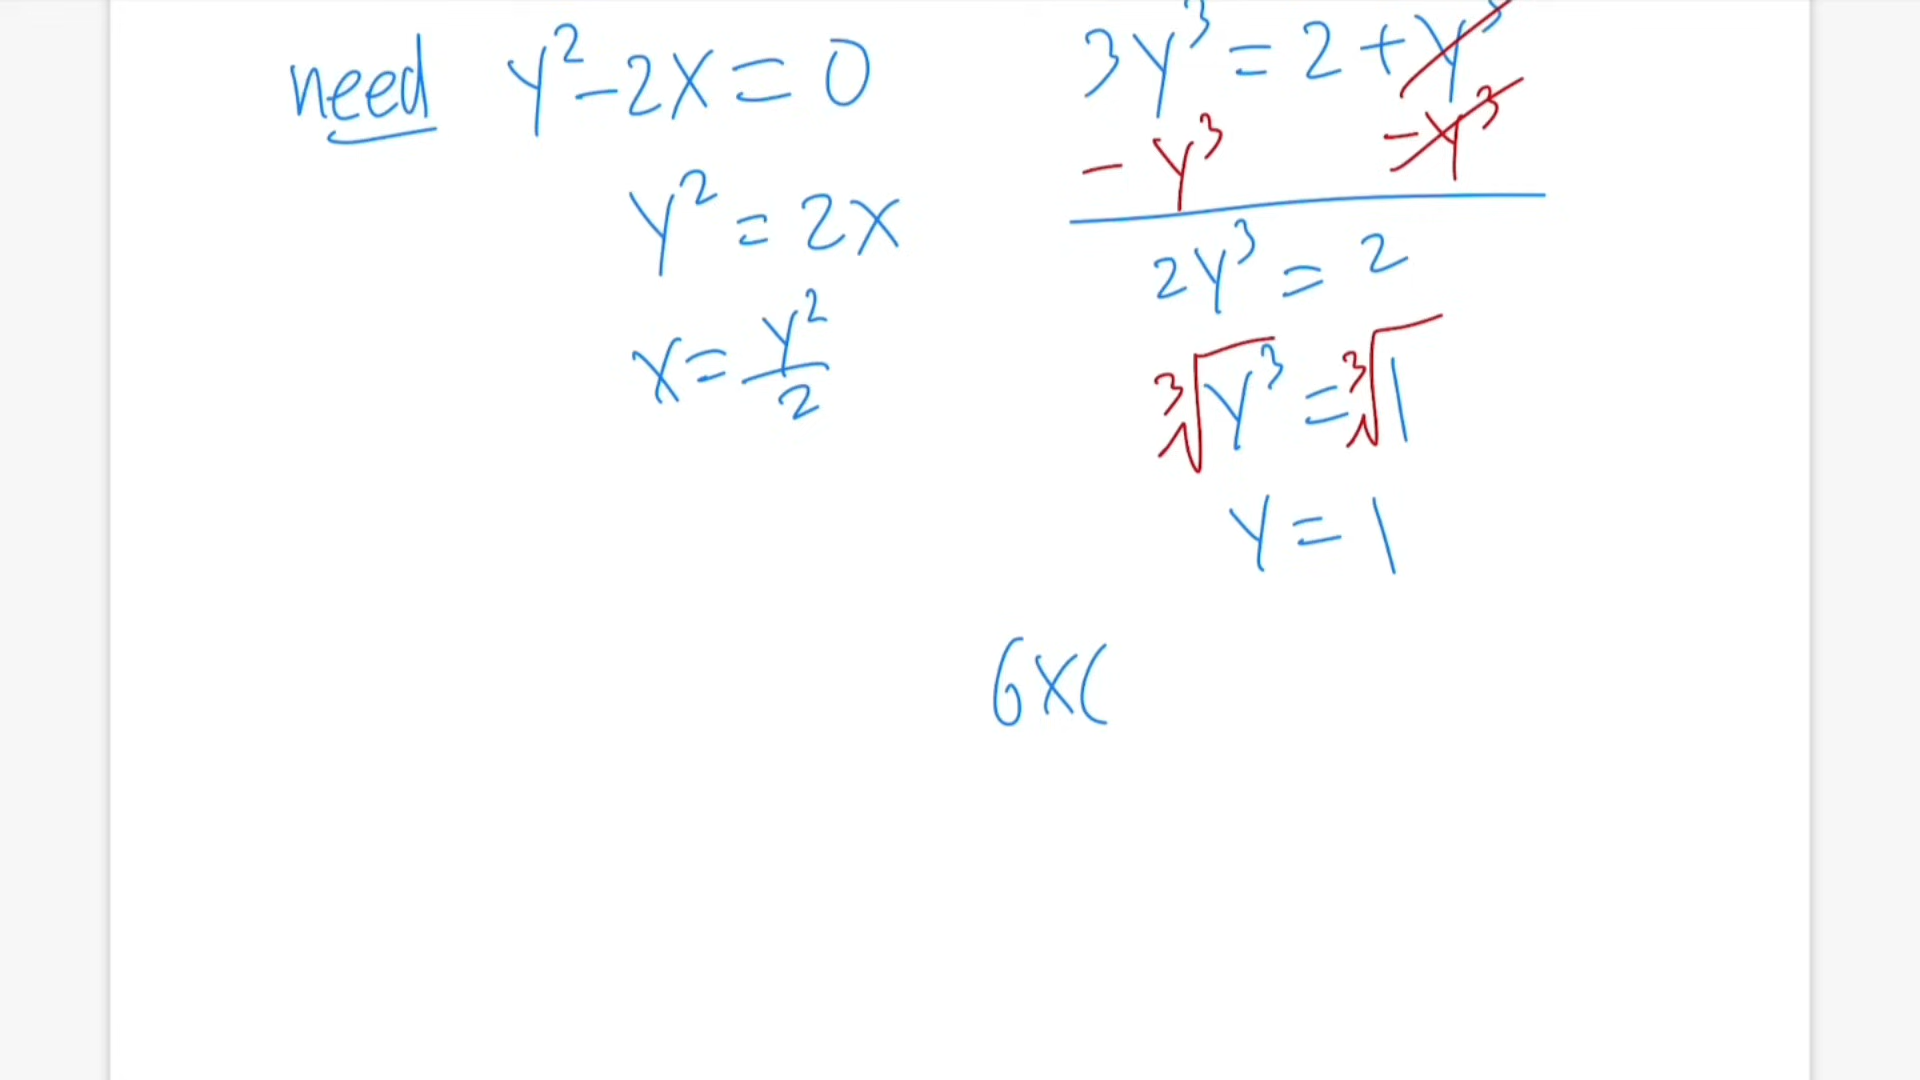 need y²-2x=0
y²=2x
x=y²/2
3y³=2+y³
-y³ -y³
2y³=2
∛y³=∛1
y=1
6x(